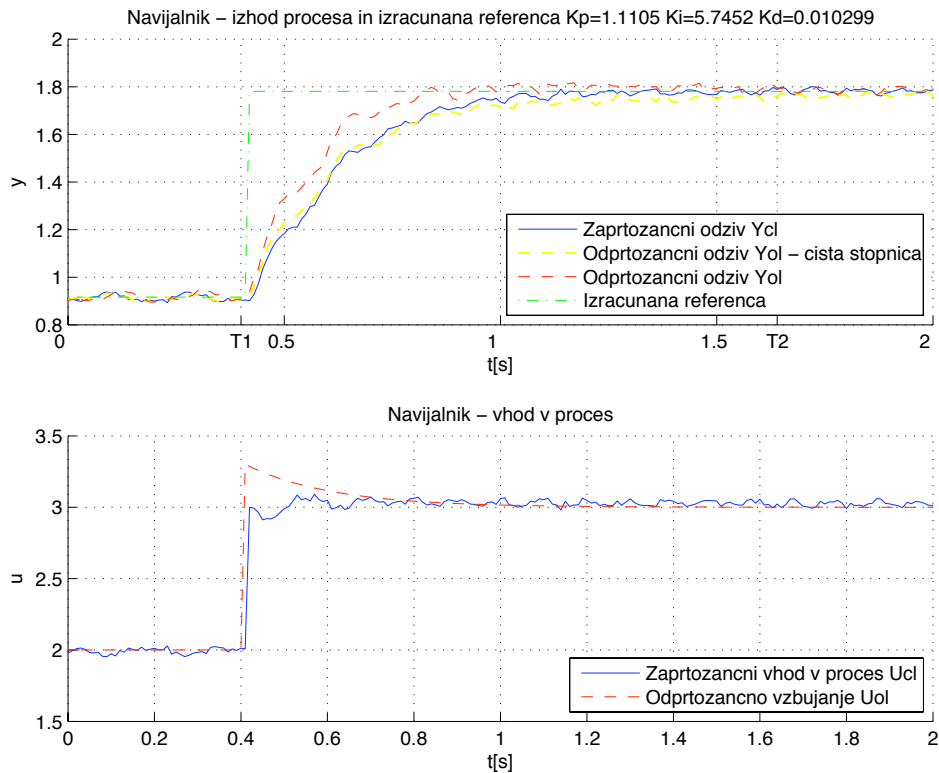 Navijalnik – izhod procesa in izracunana referenca Kp=1.1105 Ki=5.7452 Kd=0.010299
2
1.8
1.6
1.4
1.2
1
0.8
y
Zaprtozancni odziv Ycl
Odprtozancni odziv Yol – cista stopnica
Odprtozancni odziv Yol
Izracunana referenca
0 T1 0.5 1 1.5 T2 2
t[s]
Navijalnik – vhod v proces
3.5
3
2.5
2
1.5
u
Zaprtozancni vhod v proces Ucl
Odprtozancno vzbujanje Uol
0 0.2 0.4 0.6 0.8 1 1.2 1.4 1.6 1.8 2
t[s]